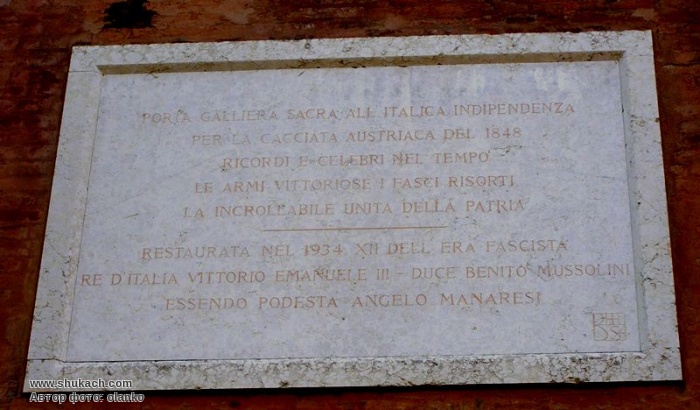 PORTA GALLIERA SACRA ALL'ITALICA INDIPENDENZA
PER LA CACCIATA AUSTRIACA DEL 1848
RICORDI E CELEBRI NEL TEMPO
LE ARMI VITTORIOSE I FASCI RISORTI
LA INCROLLABILE UNITA DELLA PATRIA
RESTAURATA NEL 1934 XII DELL'ERA FASCISTA
RE D'ITALIA VITTORIO EMANUELE III - DUCE BENITO MUSSOLINI
ESSENDO PODESTA ANGELO MANARESI
www.shukach.com
Автор фото: olanko